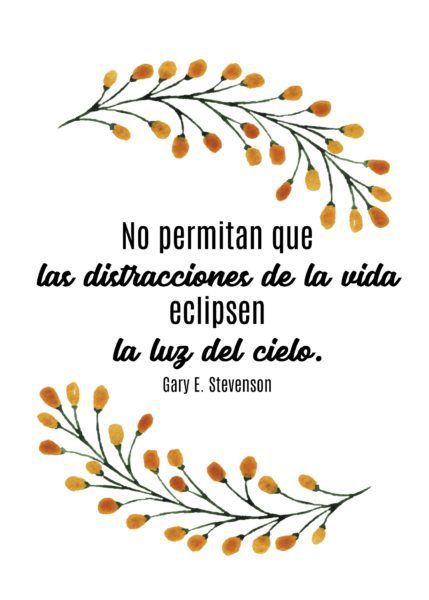 No permitan que
las distracciones de la vida
eclipsen
la luz del cielo.
Gary E. Stevenson